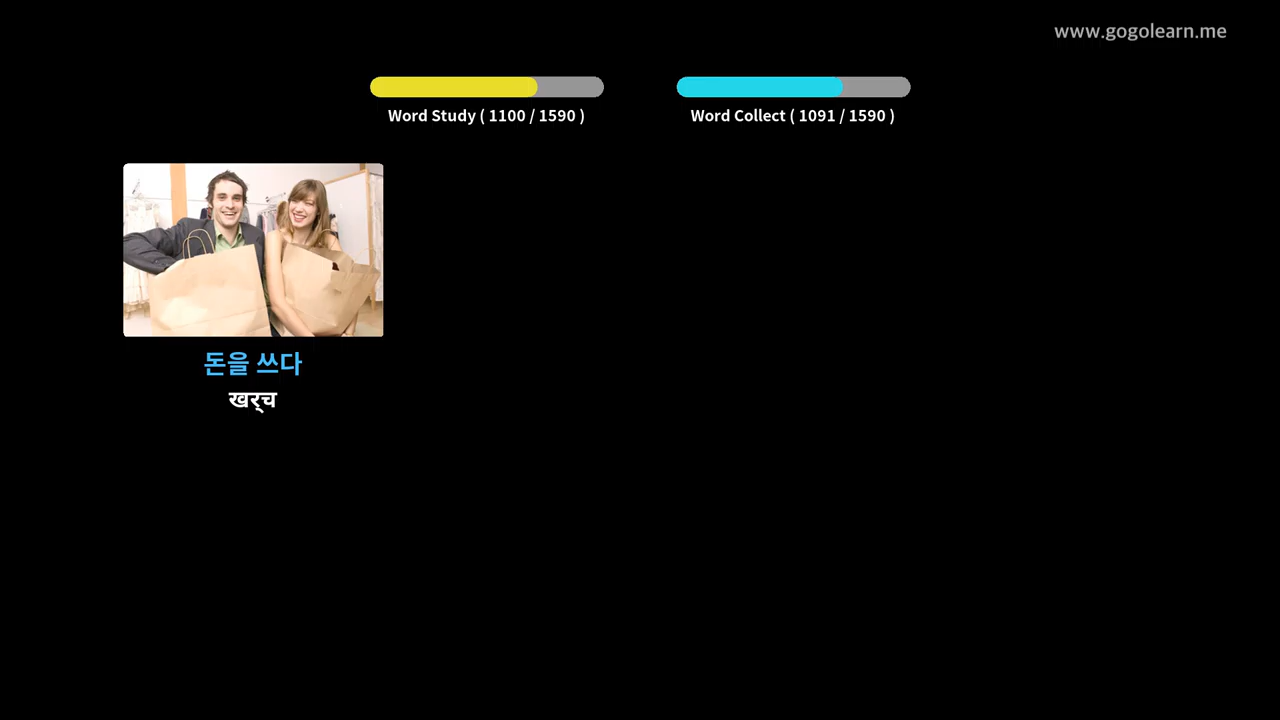 www.gogolearn.me
Word Study ( 1100 / 1590 )
Word Collect ( 1091 / 1590 )
돈을 쓰다
खर्च